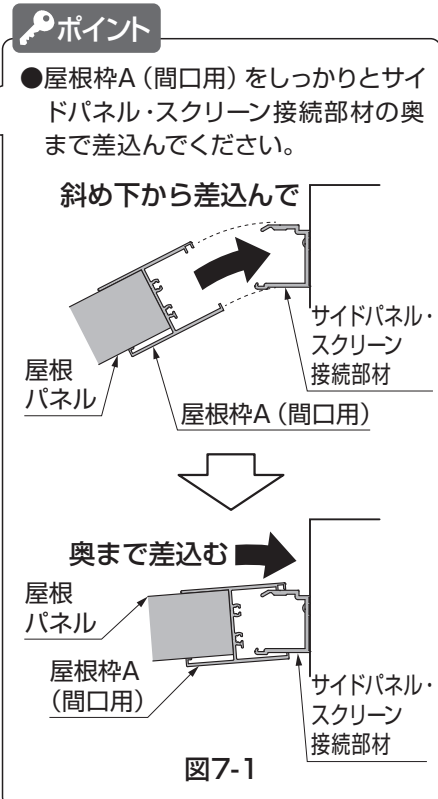 ポイント
●屋根枠A（間口用）をしっかりとサイ
ドパネル・スクリーン接続部材の奥
まで差込んでください。
斜め下から差込んで
サイドパネル・
スクリーン
接続部材
屋根
パネル
屋根枠A（間口用）
奥まで差込む
屋根
パネル
屋根枠A
（間口用）
サイドパネル・
スクリーン
接続部材
図7-1